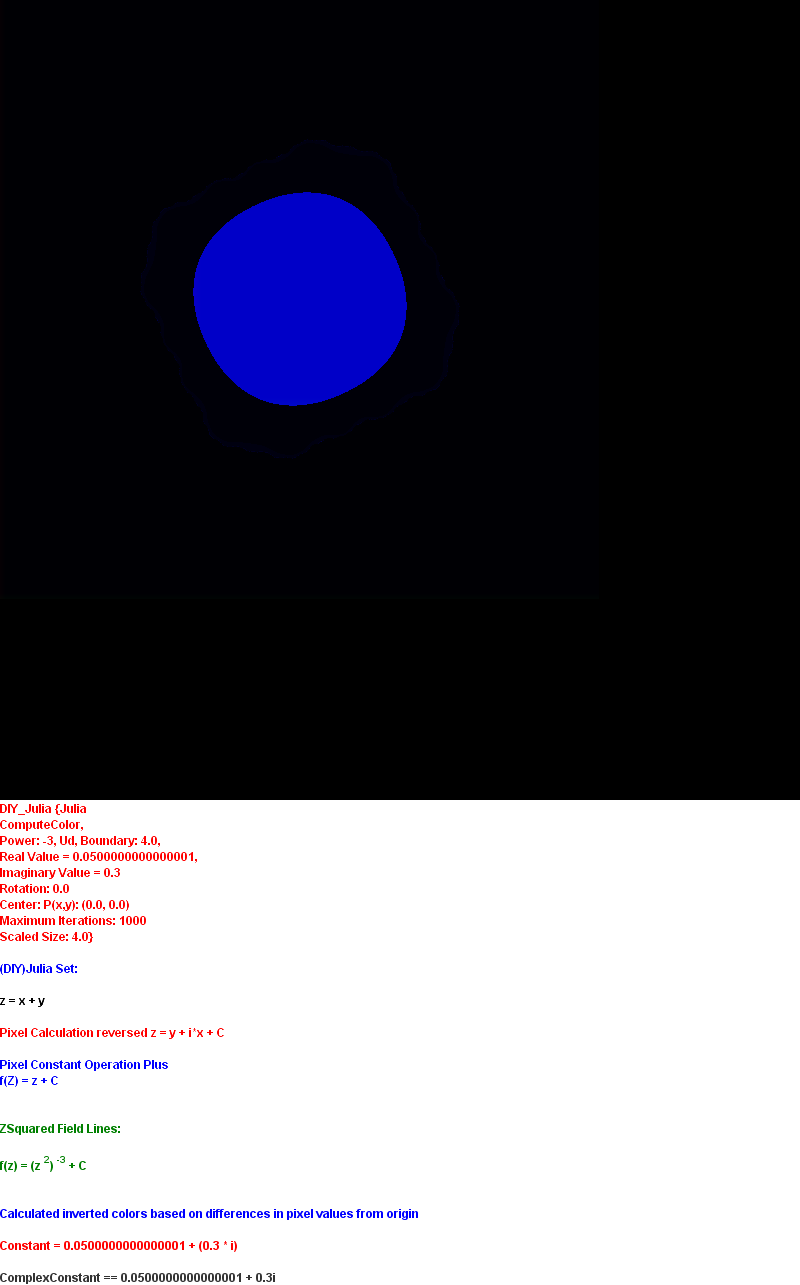 DIY_Julia {Julia
ComputeColor,
Power: -3, Ud, Boundary: 4.0,
Real Value = 0.0500000000000001,
Imaginary Value = 0.3
Rotation: 0.0
Center: P(x,y): (0.0, 0.0)
Maximum Iterations: 1000
Scaled Size: 4.0}
(DIY)Julia Set:
z = x + y
Pixel Calculation reversed z = y + i*x + C
Pixel Constant Operation Plus
f(Z) = z + C
ZSquared Field Lines:
f(z) = (z 2) -3 + C
Calculated inverted colors based on differences in pixel values from origin
Constant = 0.0500000000000001 + (0.3 * i)
ComplexConstant == 0.0500000000000001 + 0.3i